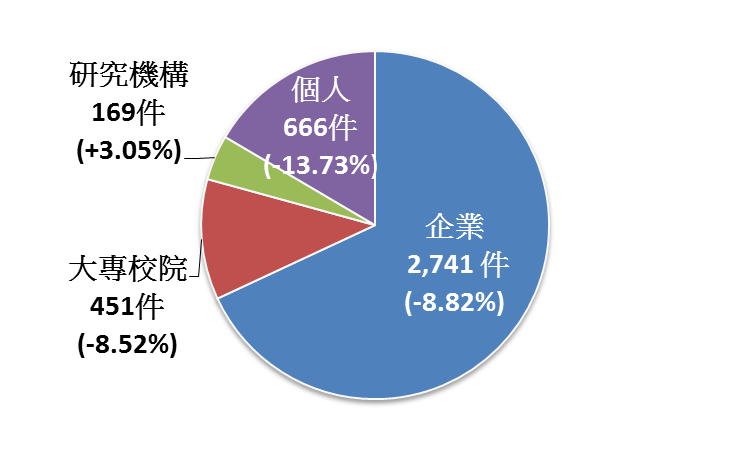 研究機構
169件
(+3.05%)
個人
666件
(-13.73%)
企業
2,741 件
(-8.82%)
大專校院
451件
(-8.52%)